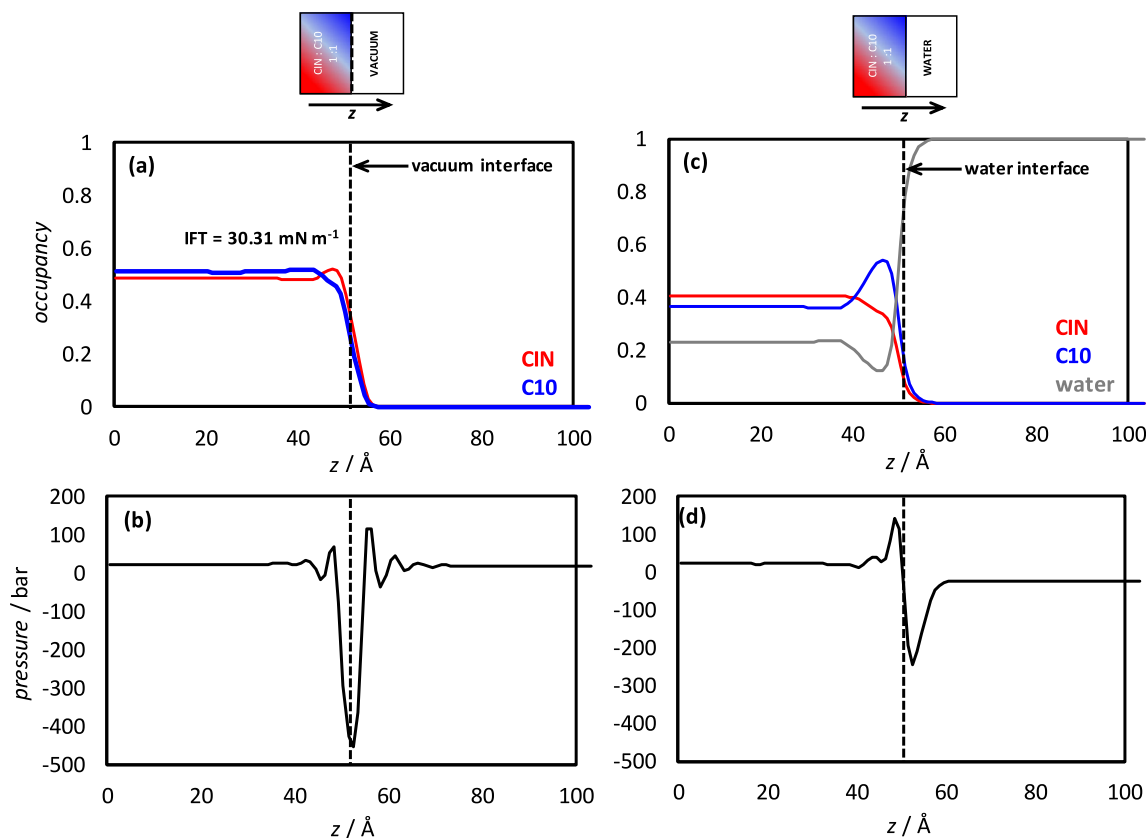 CIN : C10
1 :1
VACUUM
z
CIN : C10
1 :1
WATER
z
(a)
vacuum interface
IFT = 30.31 mN m⁻¹
CIN
C10
occupancy
1
0.8
0.6
0.4
0.2
0
0 20 40 60 80 100
z / Å
(c)
water interface
CIN
C10
water
1
0.8
0.6
0.4
0.2
0
0 20 40 60 80 100
z / Å
(b)
pressure / bar
200
100
0
-100
-200
-300
-400
-500
0 20 40 60 80 100
z / Å
(d)
200
100
0
-100
-200
-300
-400
-500
0 20 40 60 80 100
z / Å